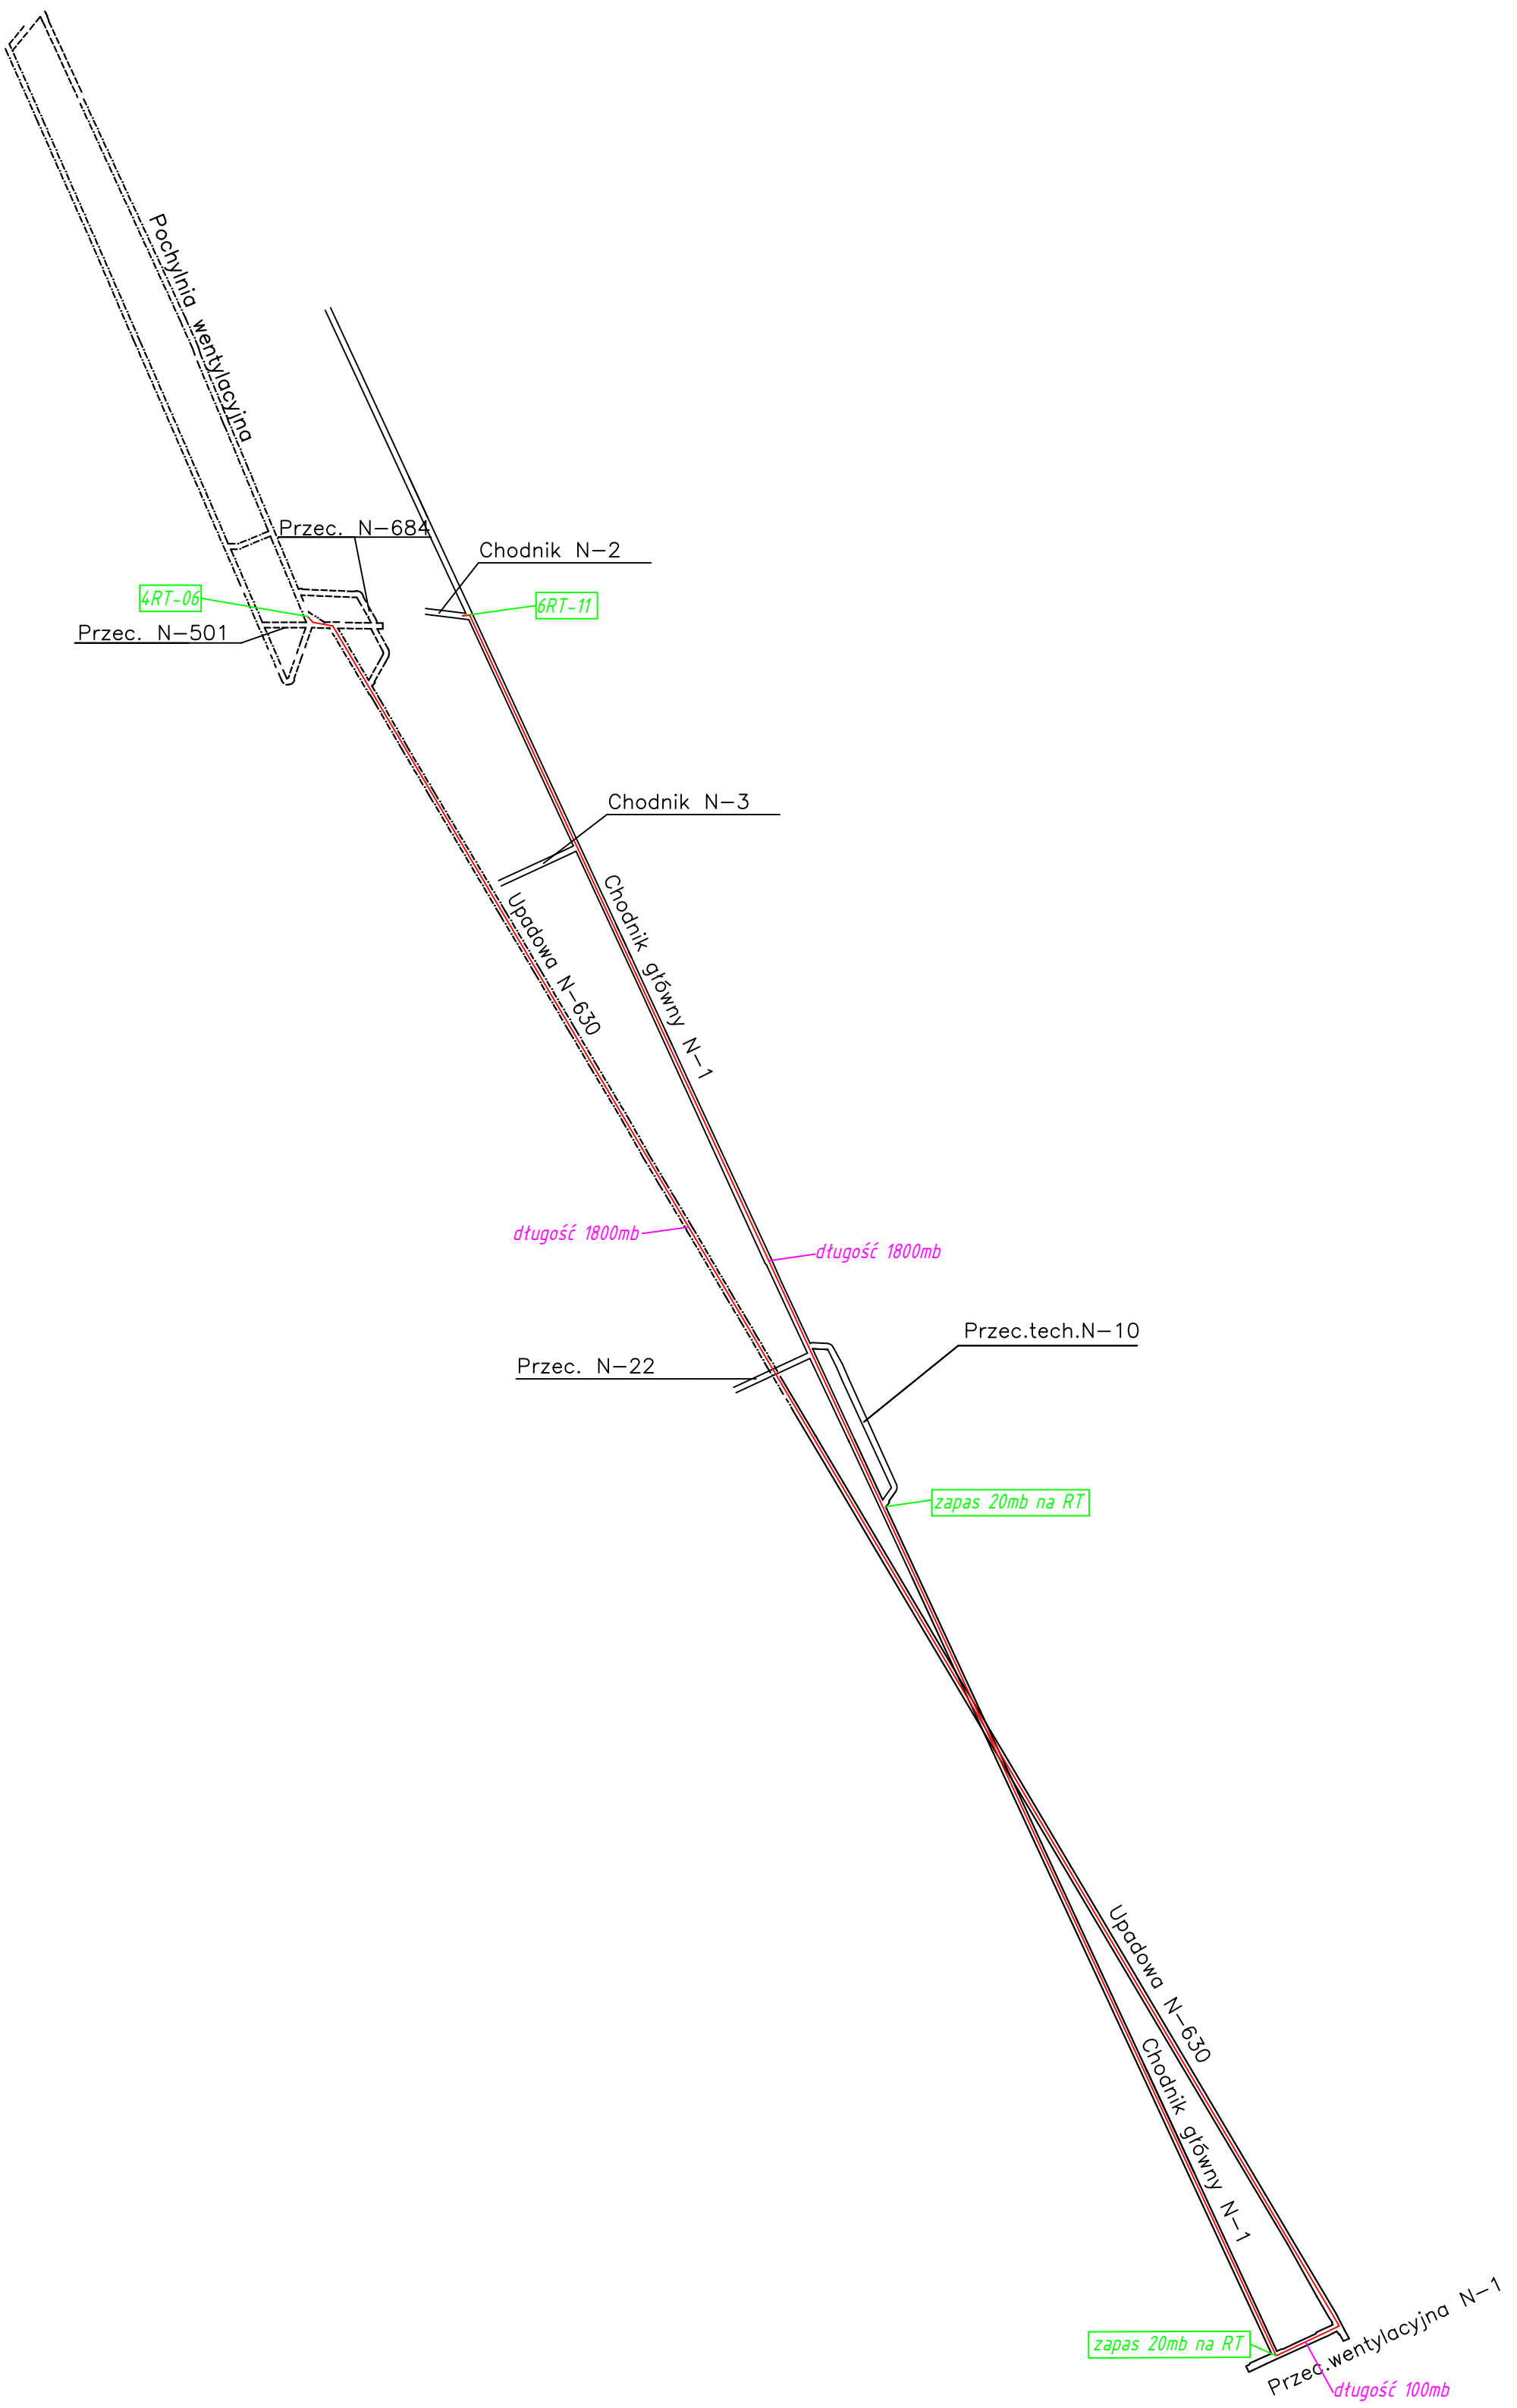 Pochylnia wentylacyjna
Przec. N-684
Chodnik N-2
4RT-06
6RT-11
Przec. N-501
Chodnik N-3
Chodnik główny N-1
Upadowa N-630
długość 1800mb
długość 1800mb
Przec.tech.N-10
Przec. N-22
zapas 20mb na RT
Upadowa N-630
Chodnik główny N-1
Przec.wentylacyjna N-1
zapas 20mb na RT
długość 100mb